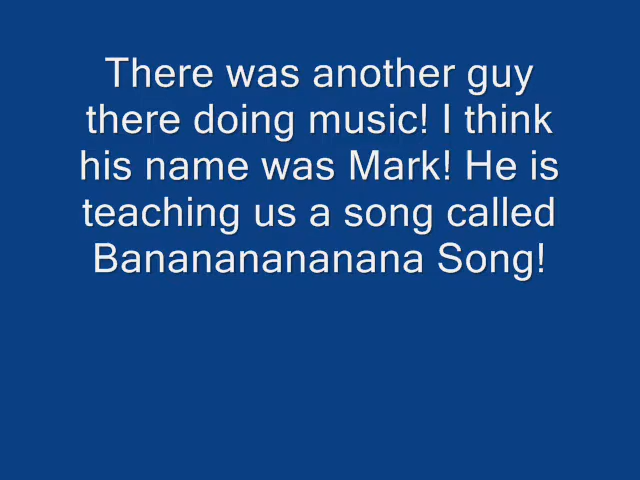 There was another guy
there doing music! I think
his name was Mark! He is
teaching us a song called
Banananananana Song!